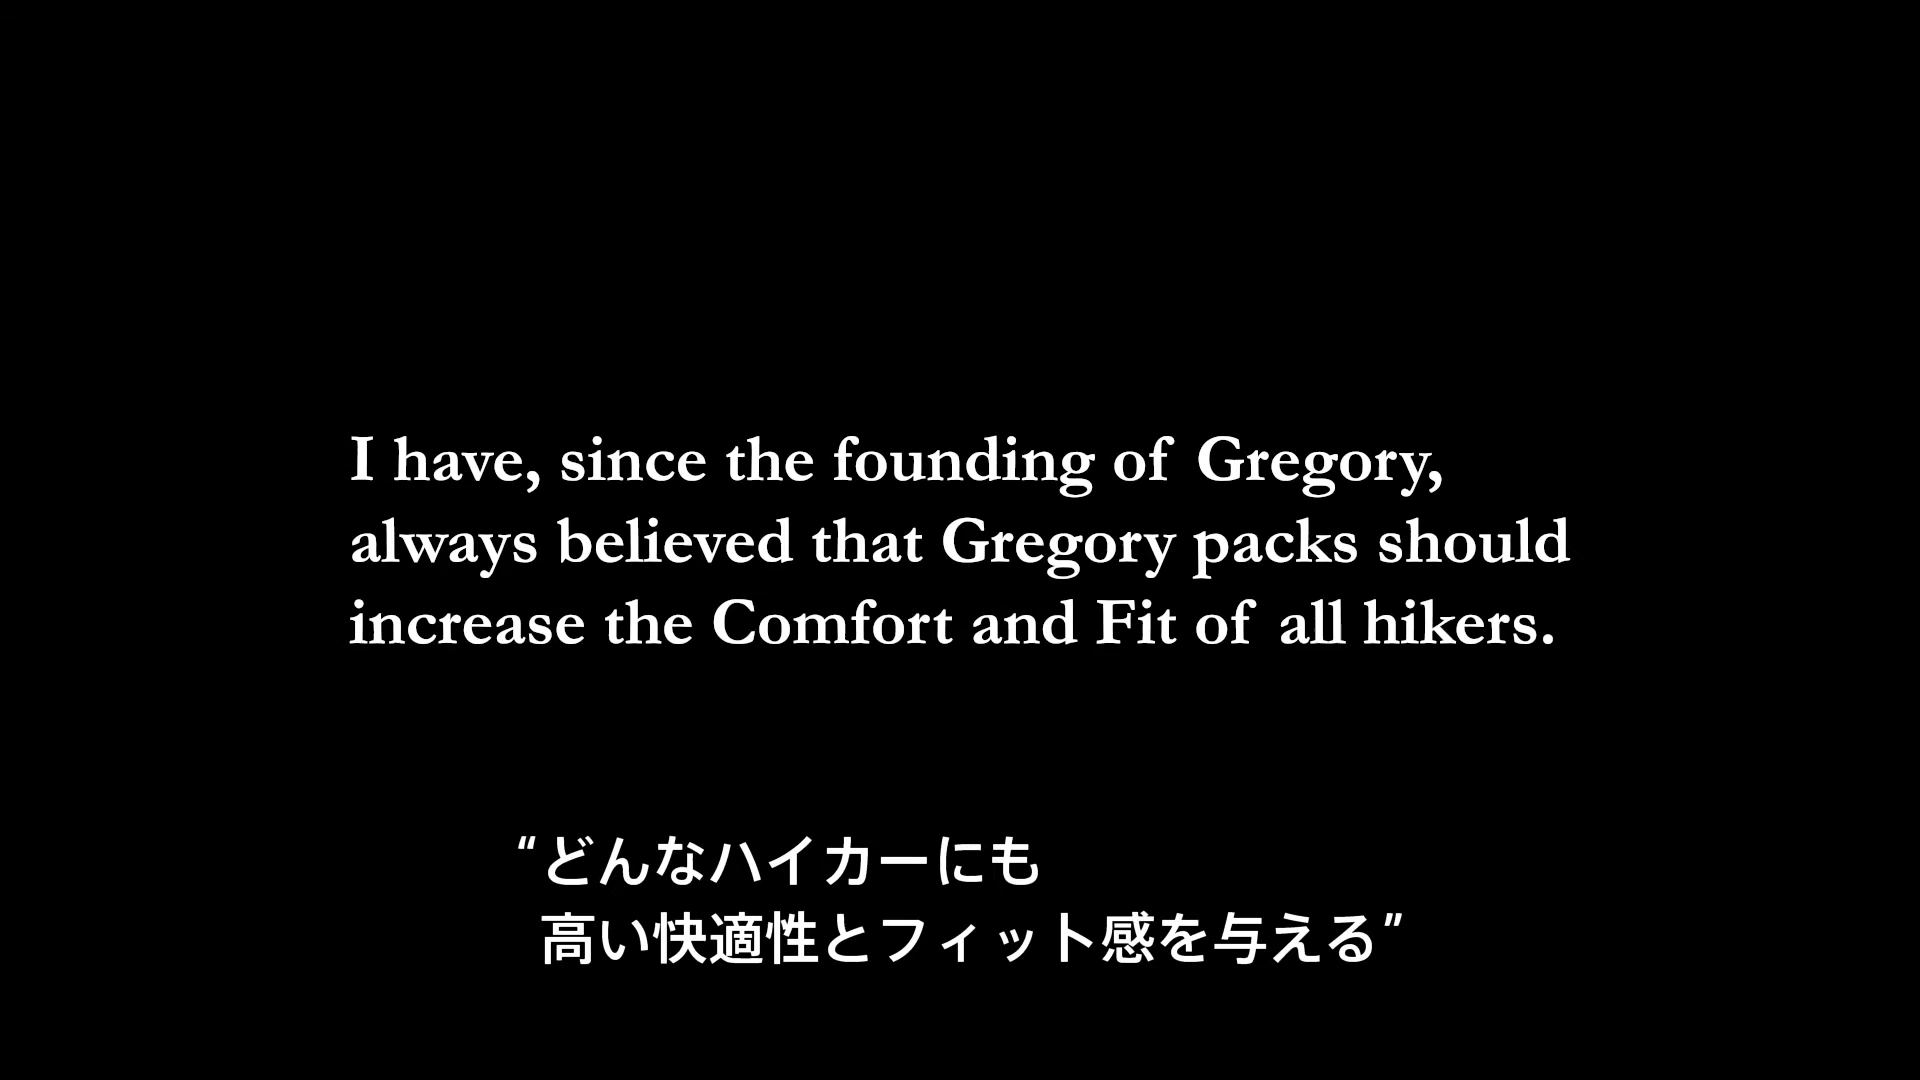 I have, since the founding of Gregory,
always believed that Gregory packs should
increase the Comfort and Fit of all hikers.
“どんなハイカーにも
高い快適性とフィット感を与える”